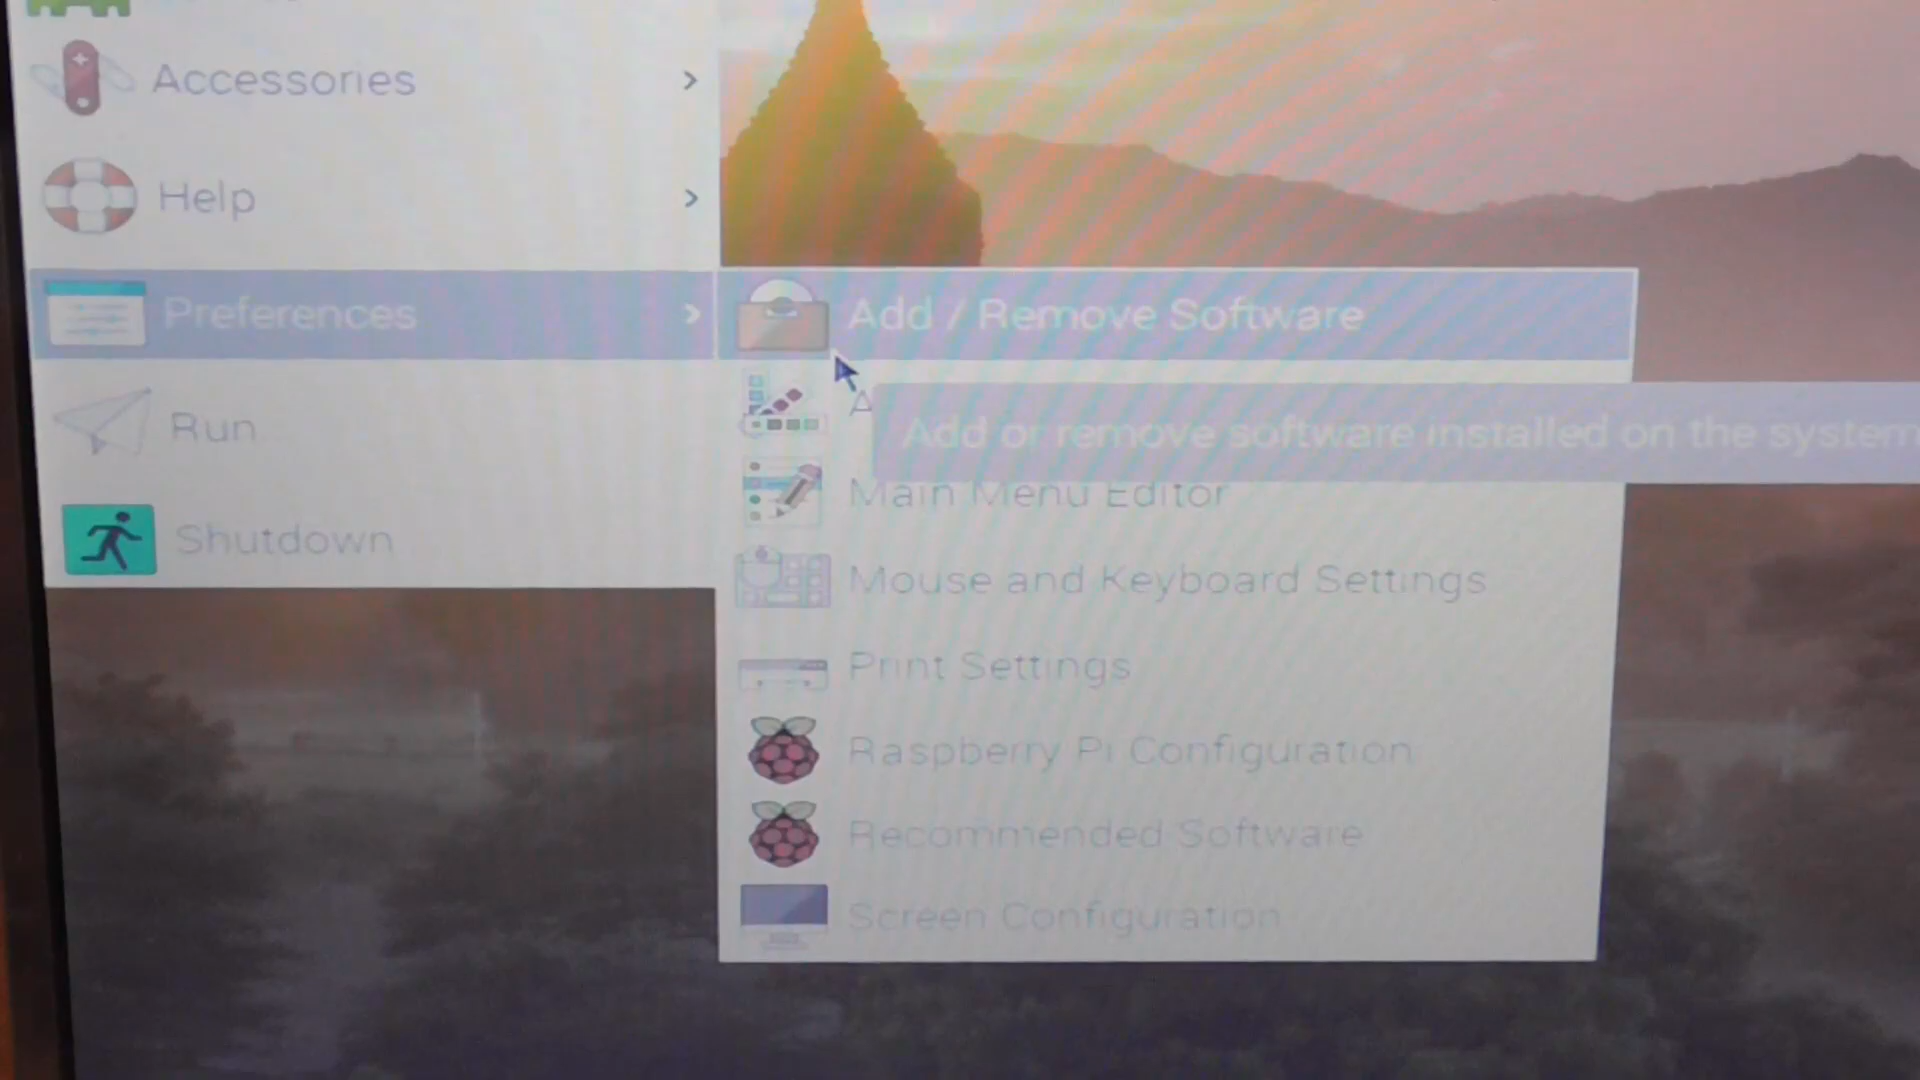 Accessories
Help
Preferences
Run
Shutdown
Add / Remove Software
A
Add or remove software installed on the system
Main Menu Editor
Mouse and Keyboard Settings
Print Settings
Raspberry Pi Configuration
Recommended Software
Screen Configuration